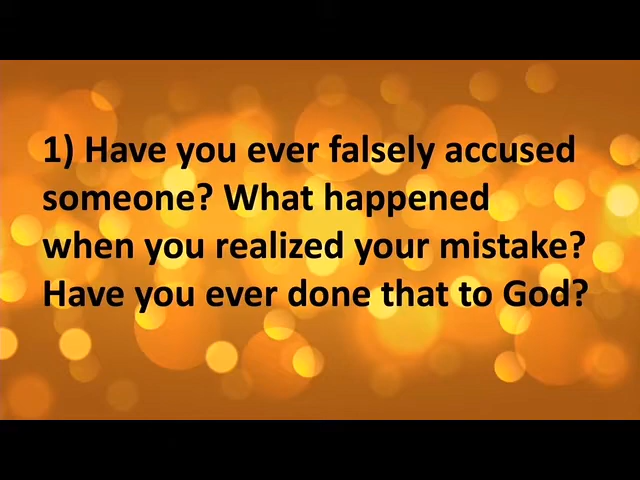 1) Have you ever falsely accused
someone? What happened
when you realized your mistake?
Have you ever done that to God?